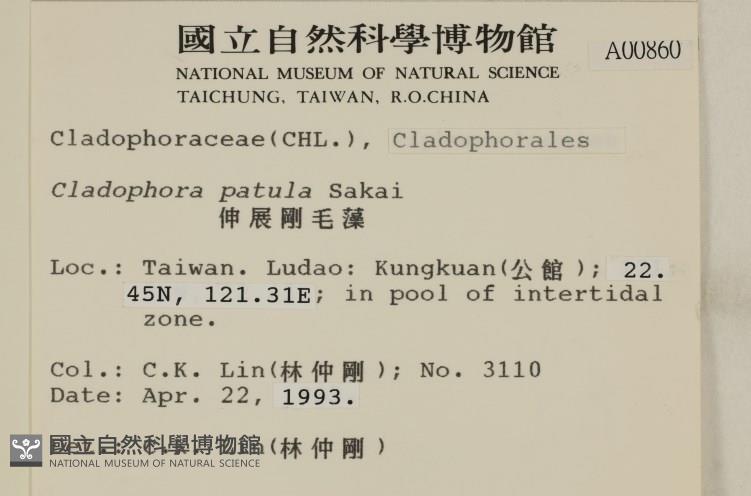 國立自然科學博物館
NATIONAL MUSEUM OF NATURAL SCIENCE
TAICHUNG, TAIWAN, R.O.CHINA
A00860
Cladophoraceae(CHL.), Cladophorales
Cladophora patula Sakai
伸展剛毛藻
Loc.: Taiwan. Ludao: Kungkuan(公館); 22.
45N, 121.31E; in pool of intertidal
zone.
Col.: C.K. Lin(林仲剛); No. 3110
Date: Apr. 22, 1993.
(林仲剛)
國立自然科學博物館
NATIONAL MUSEUM OF NATURAL SCIENCE